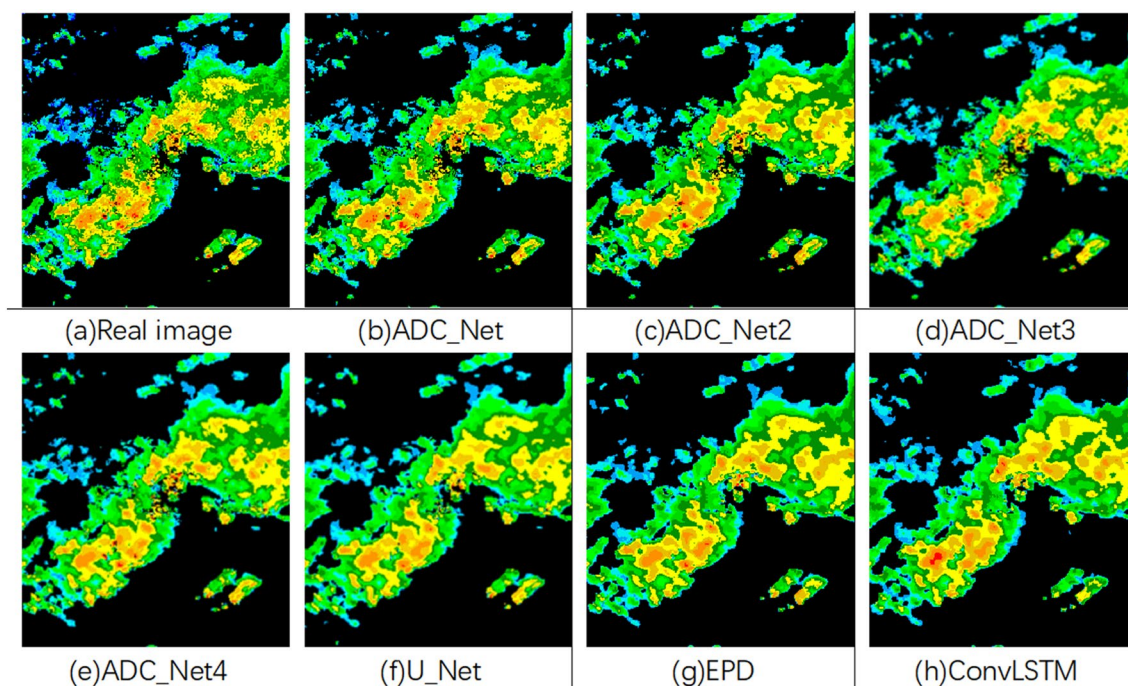 (a)Real image
(b)ADC_Net
(c)ADC_Net2
(d)ADC_Net3
(e)ADC_Net4
(f)U_Net
(g)EPD
(h)ConvLSTM